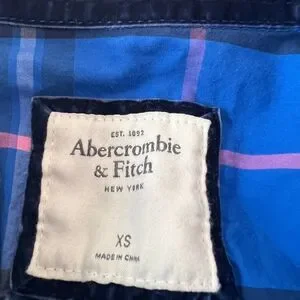 EST. 1892
Abercrombie
& Fitch
NEW YORK
XS
MADE IN CHINA